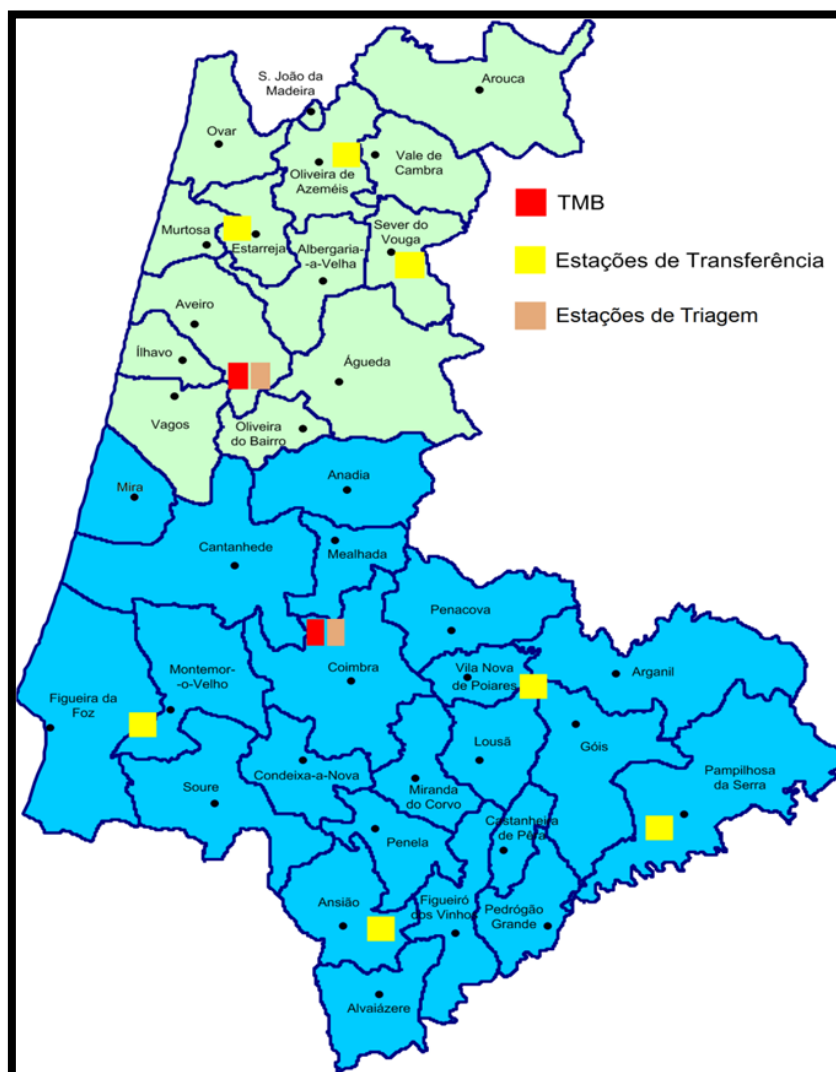 S. João da
Madeira
Arouca
Ovar
Oliveira de
Azeméis
Vale de
Cambra
TMB
Murtosa
Estarreja
Albergaria-
-a-Velha
Sever do
Vouga
Estações de Transferência
Aveiro
Estações de Triagem
Ílhavo
Águeda
Vagos
Oliveira
do Bairro
Mira
Anadia
Cantanhede
Mealhada
Penacova
Montemor-
-o-Velho
Coimbra
Vila Nova
de Poiares
Arganil
Figueira da
Foz
Lousã
Góis
Soure
Condeixa-a-Nova
Miranda
do Corvo
Pampilhosa
da Serra
Penela
Castanheira
de Pêra
Ansião
Figueiró
dos Vinhos
Pedrógão
Grande
Alvaiázere